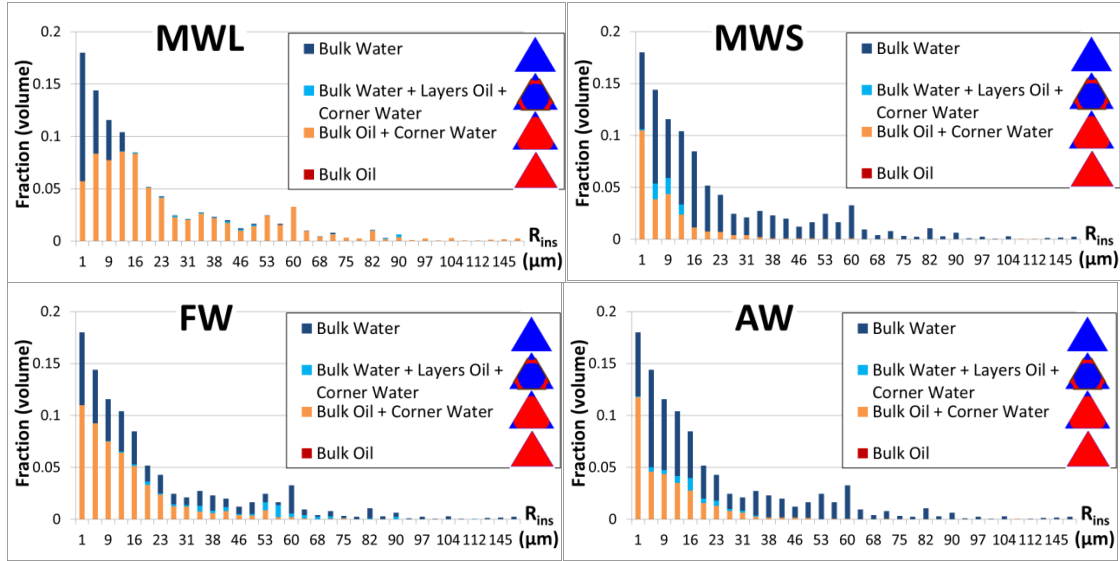 MWL
Fraction (volume)
0.2
0.15
0.1
0.05
0
Bulk Water
Bulk Water + Layers Oil +
Corner Water
Bulk Oil + Corner Water
Bulk Oil
R_ins
1 9 16 23 31 38 46 53 60 68 75 82 90 97 104 112 145 (μm)
MWS
Fraction (volume)
0.2
0.15
0.1
0.05
0
Bulk Water
Bulk Water + Layers Oil +
Corner Water
Bulk Oil + Corner Water
Bulk Oil
R_ins
1 9 16 23 31 38 46 53 60 68 75 82 90 97 104 112 145 (μm)
FW
Fraction (volume)
0.2
0.15
0.1
0.05
0
Bulk Water
Bulk Water + Layers Oil +
Corner Water
Bulk Oil + Corner Water
Bulk Oil
R_ins
1 9 16 23 31 38 46 53 60 68 75 82 90 97 104 112 145 (μm)
AW
Fraction (volume)
0.2
0.15
0.1
0.05
0
Bulk Water
Bulk Water + Layers Oil +
Corner Water
Bulk Oil + Corner Water
Bulk Oil
R_ins
1 9 16 23 31 38 46 53 60 68 75 82 90 97 104 112 145 (μm)